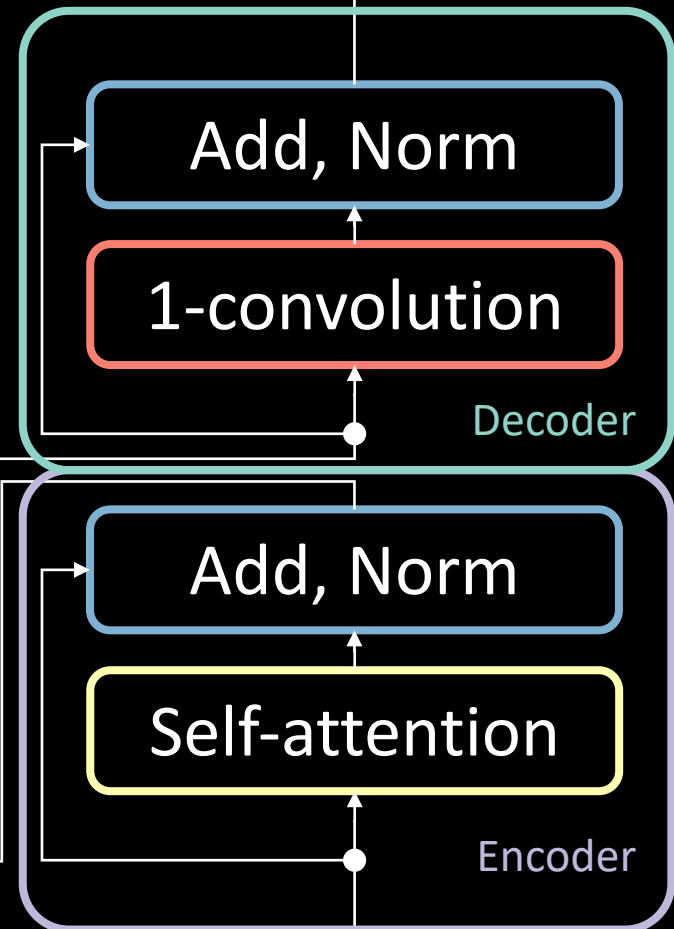 Add, Norm
1-convolution
Decoder
Add, Norm
Self-attention
Encoder